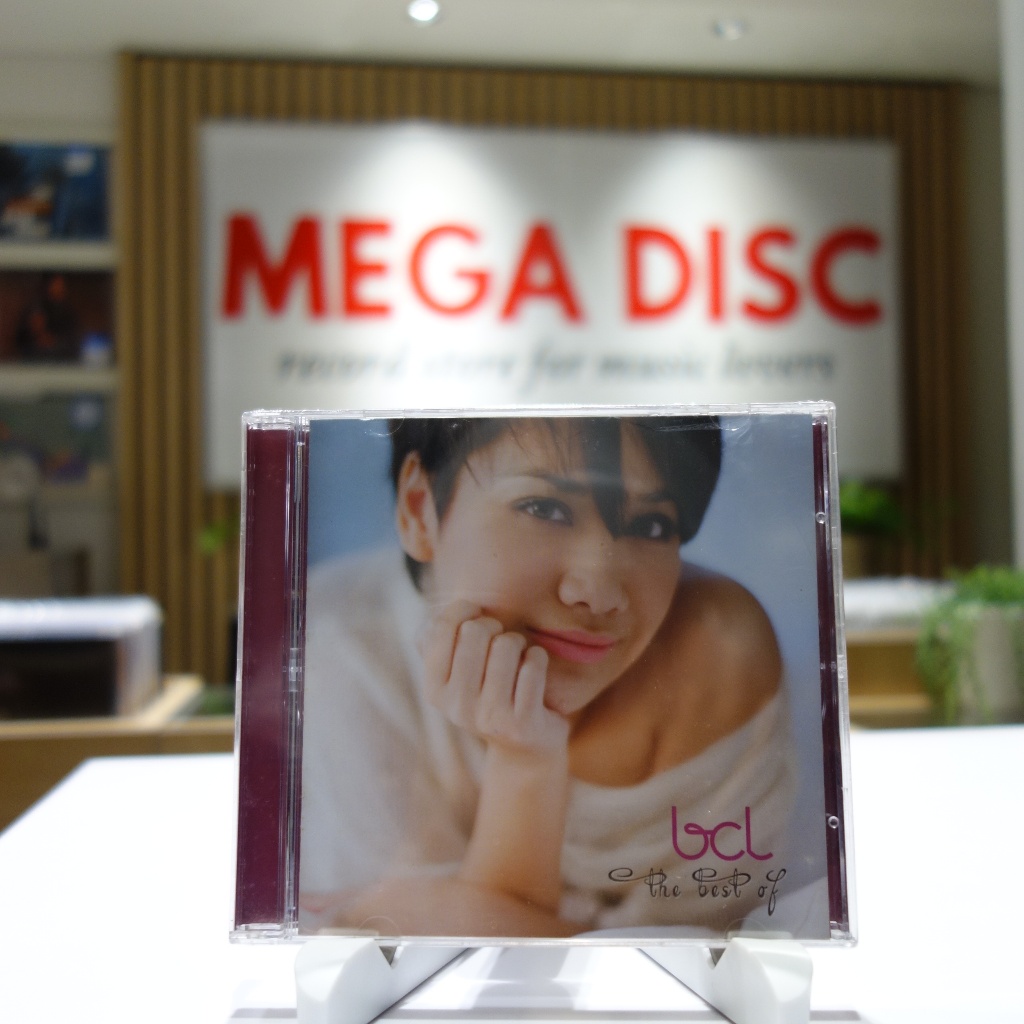 MEGA DISC
record store for music lovers
bcl
the best of